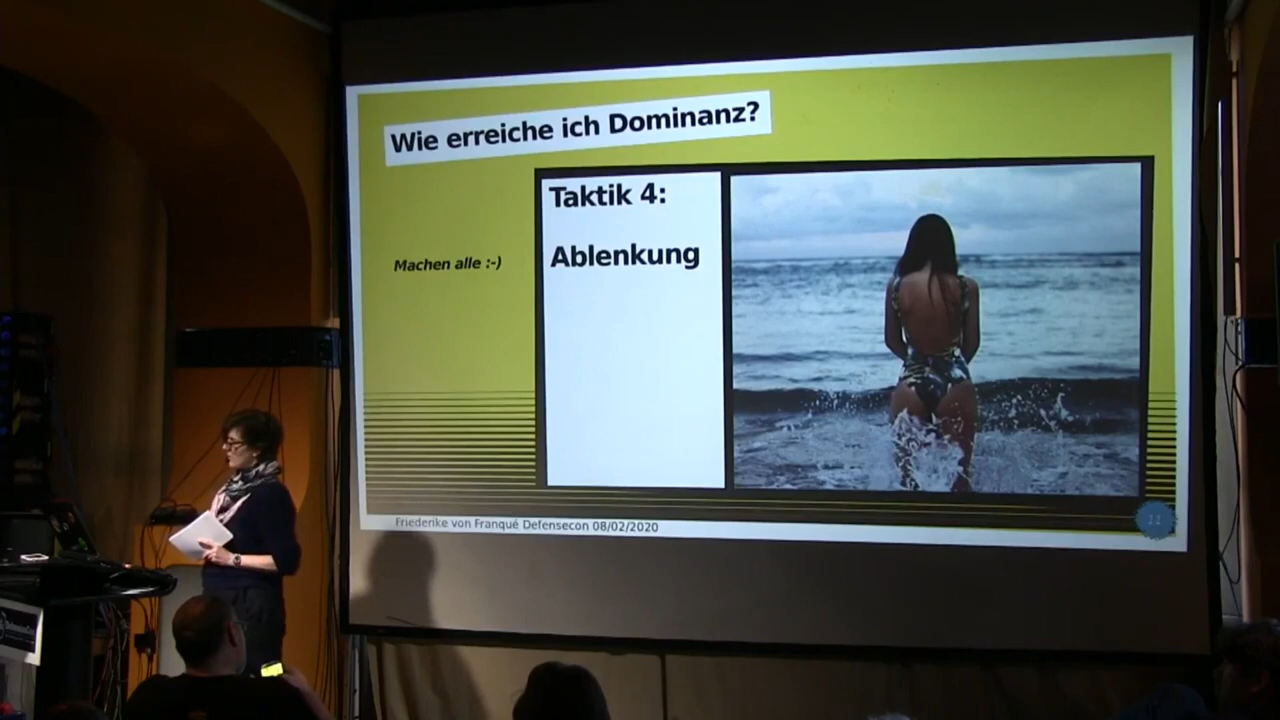 Wie erreiche ich Dominanz?
Machen alle :-)
Taktik 4:
Ablenkung
Friederike von Franqué Defensecon 08/02/2020
11